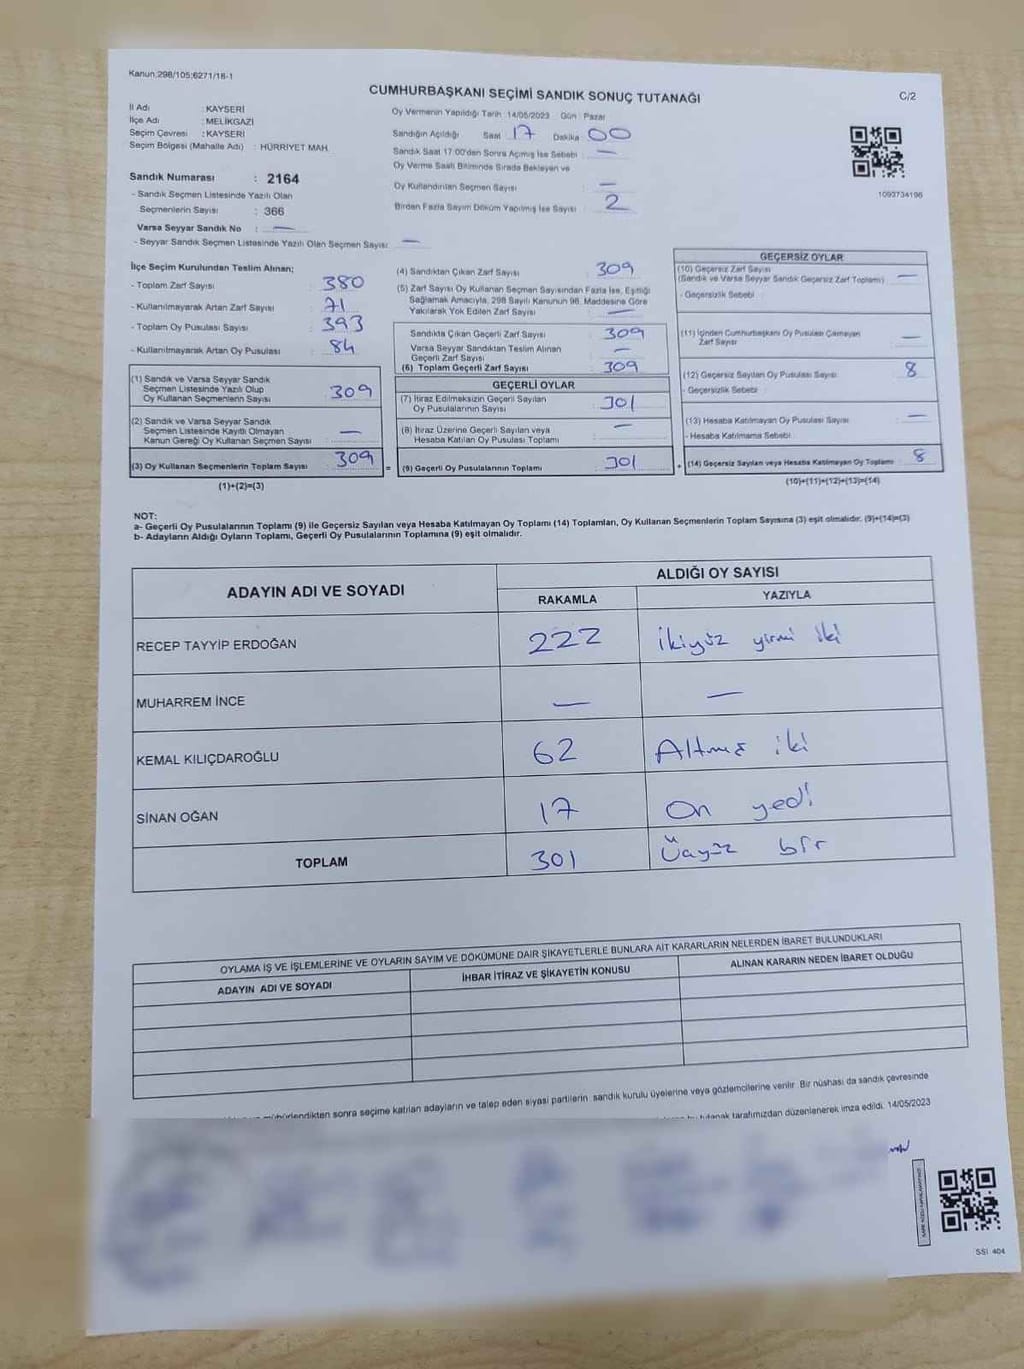 Kanun:298/105;6271/18-1
C/2
CUMHURBAŞKANI SEÇİMİ SANDIK SONUÇ TUTANAĞI
İl Adı : KAYSERİ
İlçe Adı : MELİKGAZİ
Seçim Çevresi : KAYSERİ
Seçim Bölgesi (Mahalle Adı) : HÜRRİYET MAH.
Sandık Numarası : 2164
- Sandık Seçmen Listesinde Yazılı Olan
Seçmenlerin Sayısı : 366
Varsa Seyyar Sandık No : —
- Seyyar Sandık Seçmen Listesinde Yazılı Olan Seçmen Sayısı: —
Oy Vermenin Yapıldığı Tarih 14/05/2023 Gün Pazar
Sandığın Açıldığı Saat 17 Dakika 00
Sandık Saat 17:00'den Sonra Açılmış İse Sebebi : —
Oy Verme Saati Bitiminde Sırada Bekleyen ve
Oy Kullandırılan Seçmen Sayısı : —
Birden Fazla Sayım Döküm Yapılmış İse Sayısı : 2
1093734196
İlçe Seçim Kurulundan Teslim Alınan;
- Toplam Zarf Sayısı : 380
- Kullanılmayarak Artan Zarf Sayısı : 71
- Toplam Oy Pusulası Sayısı : 393
- Kullanılmayarak Artan Oy Pusulası : 84
(1) Sandık ve Varsa Seyyar Sandık
Seçmen Listesinde Yazılı Olup
Oy Kullanan Seçmenlerin Sayısı : 309
(2) Sandık ve Varsa Seyyar Sandık
Seçmen Listesinde Kayıtlı Olmayan
Kanun Gereği Oy Kullanan Seçmen Sayısı : —
(3) Oy Kullanan Seçmenlerin Toplam Sayısı : 309
(1)+(2)=(3)
(4) Sandıktan Çıkan Zarf Sayısı : 309
(5) Zarf Sayısı Oy Kullanan Seçmen Sayısından Fazla İse, Eşitliği
Sağlamak Amacıyla, 298 Sayılı Kanunun 98. Maddesine Göre
Yakılarak Yok Edilen Zarf Sayısı : —
Sandıkta Çıkan Geçerli Zarf Sayısı : 309
Varsa Seyyar Sandıktan Teslim Alınan
Geçerli Zarf Sayısı : —
(6) Toplam Geçerli Zarf Sayısı : 309
GEÇERLİ OYLAR
(7) İtiraz Edilmeksizin Geçerli Sayılan
Oy Pusulalarının Sayısı : 301
(8) İtiraz Üzerine Geçerli Sayılan veya
Hesaba Katılan Oy Pusulası Toplamı : —
= (9) Geçerli Oy Pusulalarının Toplamı : 301
GEÇERSİZ OYLAR
(10) Geçersiz Zarf Sayısı
(Sandık ve Varsa Seyyar Sandık Geçersiz Zarf Toplamı) : —
- Geçersizlik Sebebi :
(11) İçinden Cumhurbaşkanı Oy Pusulası Çıkmayan
Zarf Sayısı : —
(12) Geçersiz Sayılan Oy Pusulası Sayısı : 8
- Geçersizlik Sebebi :
(13) Hesaba Katılmayan Oy Pusulası Sayısı : —
- Hesaba Katılmama Sebebi :
+ (14) Geçersiz Sayılan veya Hesaba Katılmayan Oy Toplamı : 8
(10)+(11)+(12)+(13)=(14)
NOT:
a- Geçerli Oy Pusulalarının Toplamı (9) ile Geçersiz Sayılan veya Hesaba Katılmayan Oy Toplamı (14) Toplamları, Oy Kullanan Seçmenlerin Toplam Sayısına (3) eşit olmalıdır. (9)+(14)=(3)
b- Adayların Aldığı Oyların Toplamı, Geçerli Oy Pusulalarının Toplamına (9) eşit olmalıdır.
ADAYIN ADI VE SOYADI
ALDIĞI OY SAYISI
RAKAMLA YAZIYLA
RECEP TAYYİP ERDOĞAN 222 İkiyüz yirmi iki
MUHARREM İNCE — —
KEMAL KILIÇDAROĞLU 62 Altmış iki
SİNAN OĞAN 17 On yedi
TOPLAM 301 Üçyüz bir
OYLAMA İŞ VE İŞLEMLERİNE VE OYLARIN SAYIM VE DÖKÜMÜNE DAİR ŞİKAYETLERLE BUNLARA AİT KARARLARIN NELERDEN İBARET BULUNDUKLARI
ADAYIN ADI VE SOYADI İHBAR İTİRAZ VE ŞİKAYETİN KONUSU ALINAN KARARIN NEDEN İBARET OLDUĞU
mühürlendikten sonra seçime katılan adayların ve talep eden siyasi partilerin sandık kurulu üyelerine veya gözlemcilerine verilir. Bir nüshası da sandık çevresinde
bu tutanak tarafımızdan düzenlenerek imza edildi. 14/05/2023
SSİ 404